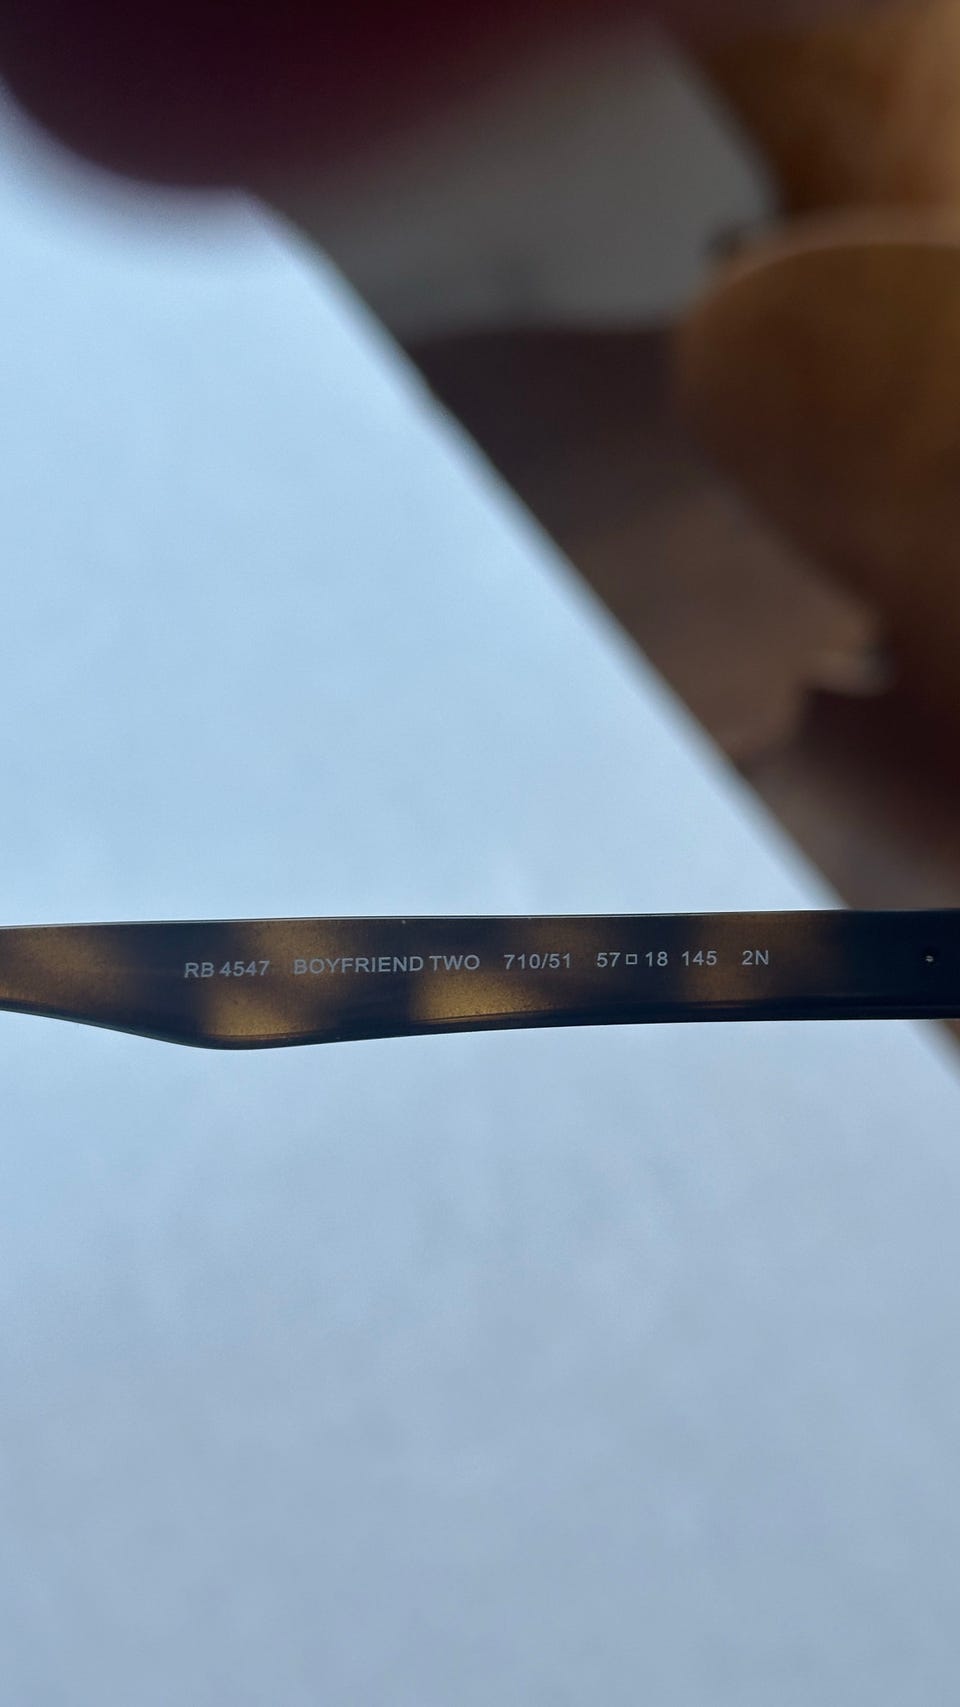 RB 4547 BOYFRIEND TWO 710/51 57□18 145 2N